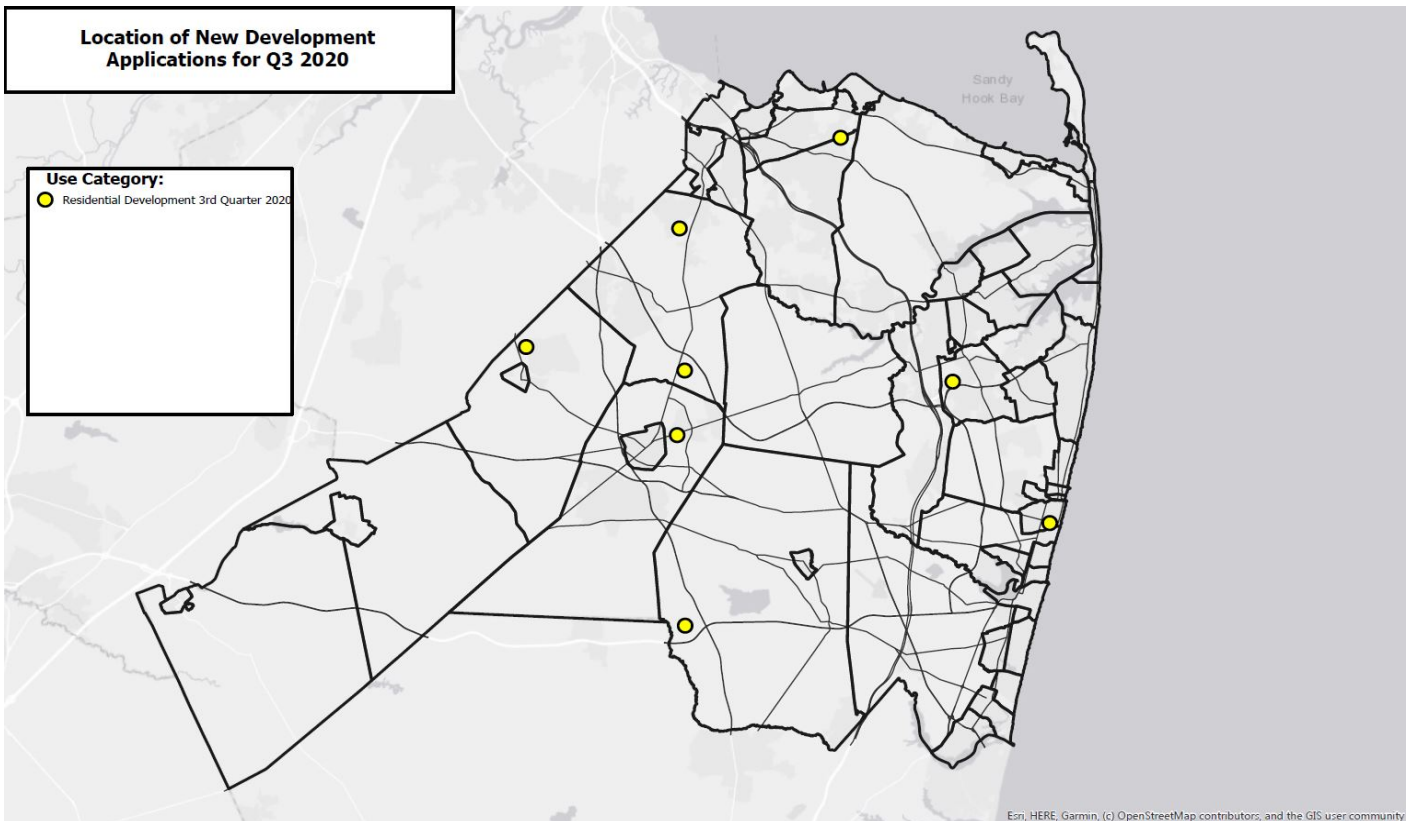 Location of New Development
Applications for Q3 2020
Sandy
Hook Bay
Use Category:
Residential Development 3rd Quarter 2020
Esri, HERE, Garmin, (c) OpenStreetMap contributors, and the GIS user community